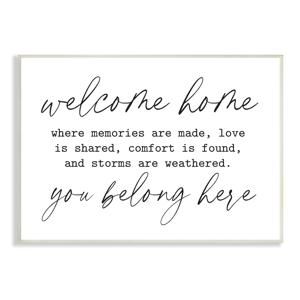 welcome home
where memories are made, love
is shared, comfort is found,
and storms are weathered.
you belong here